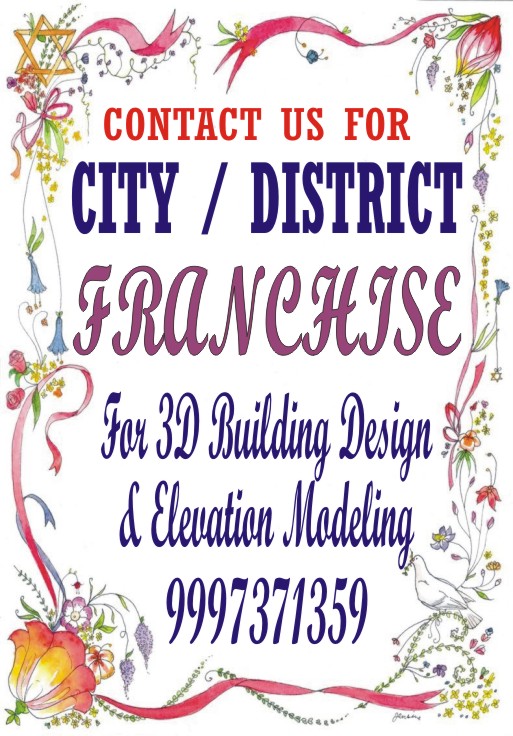 CONTACT US FOR
CITY / DISTRICT
FRANCHISE
For 3D Building Design
& Elevation Modeling
9997371359